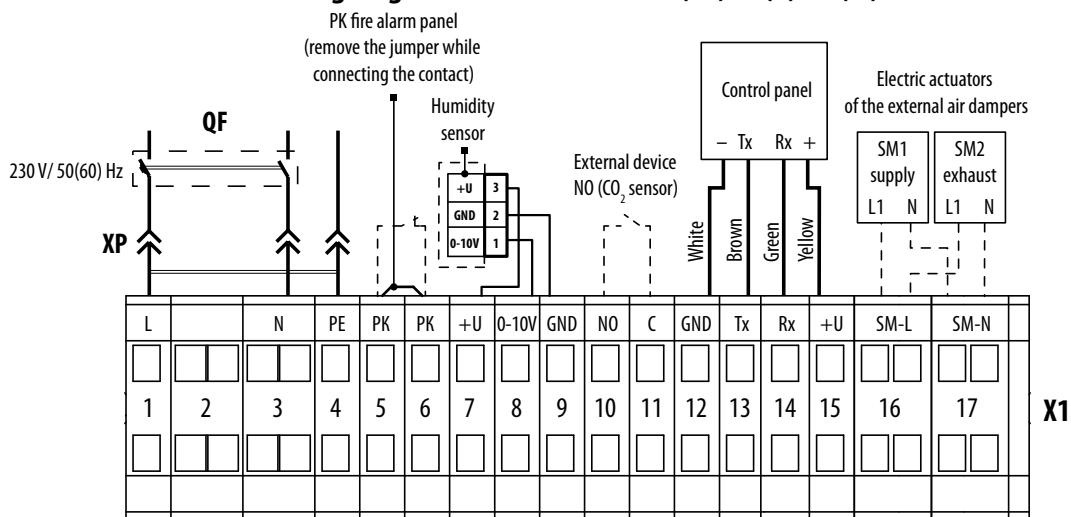 PK fire alarm panel
(remove the jumper while
connecting the contact)
Humidity
sensor
QF
230 V/ 50(60) Hz
XP
+U 3
GND 2
0-10V 1
External device
NO (CO2 sensor)
Control panel
– Tx Rx +
White
Brown
Green
Yellow
Electric actuators
of the external air dampers
SM1
supply
L1 N
SM2
exhaust
L1 N
L N PE PK PK +U 0-10V GND NO C GND Tx Rx +U SM-L SM-N
1 2 3 4 5 6 7 8 9 10 11 12 13 14 15 16 17
X1